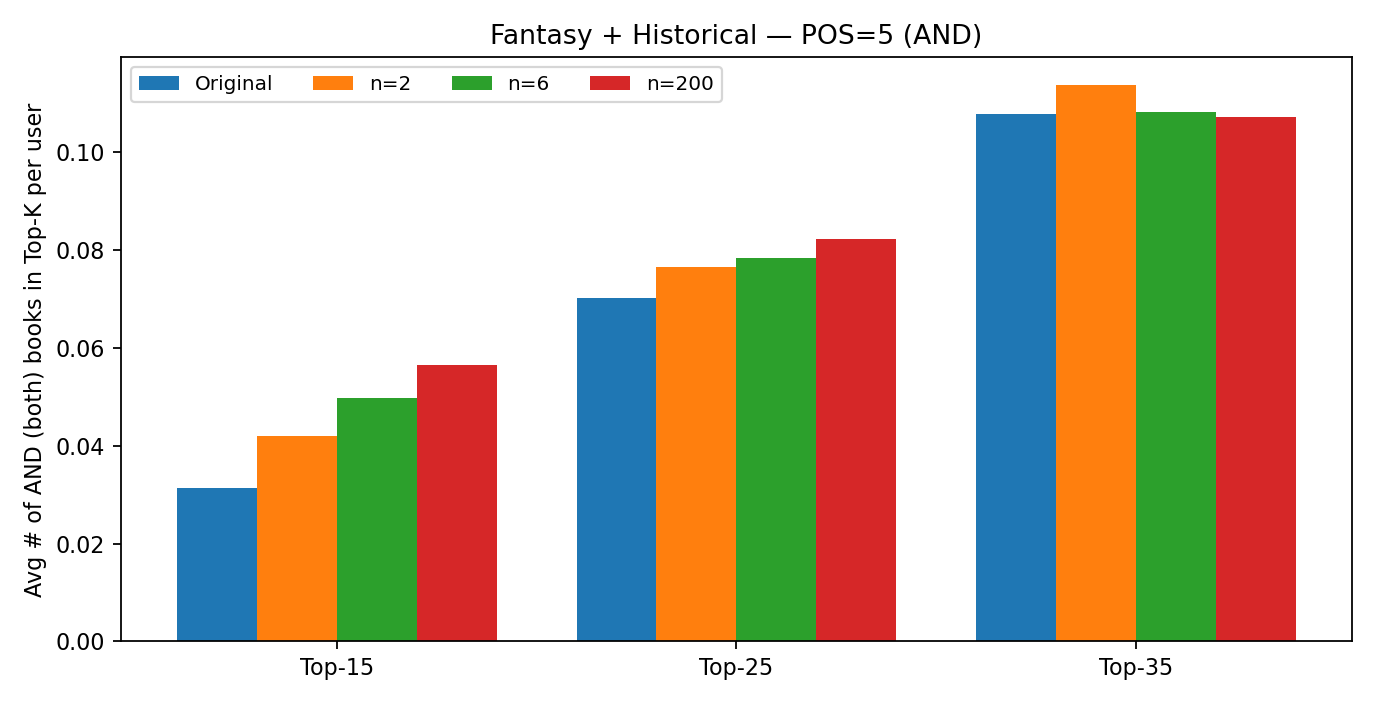 Fantasy + Historical — POS=5 (AND)
Original n=2 n=6 n=200
Avg # of AND (both) books in Top-K per user
0.10
0.08
0.06
0.04
0.02
0.00
Top-15 Top-25 Top-35